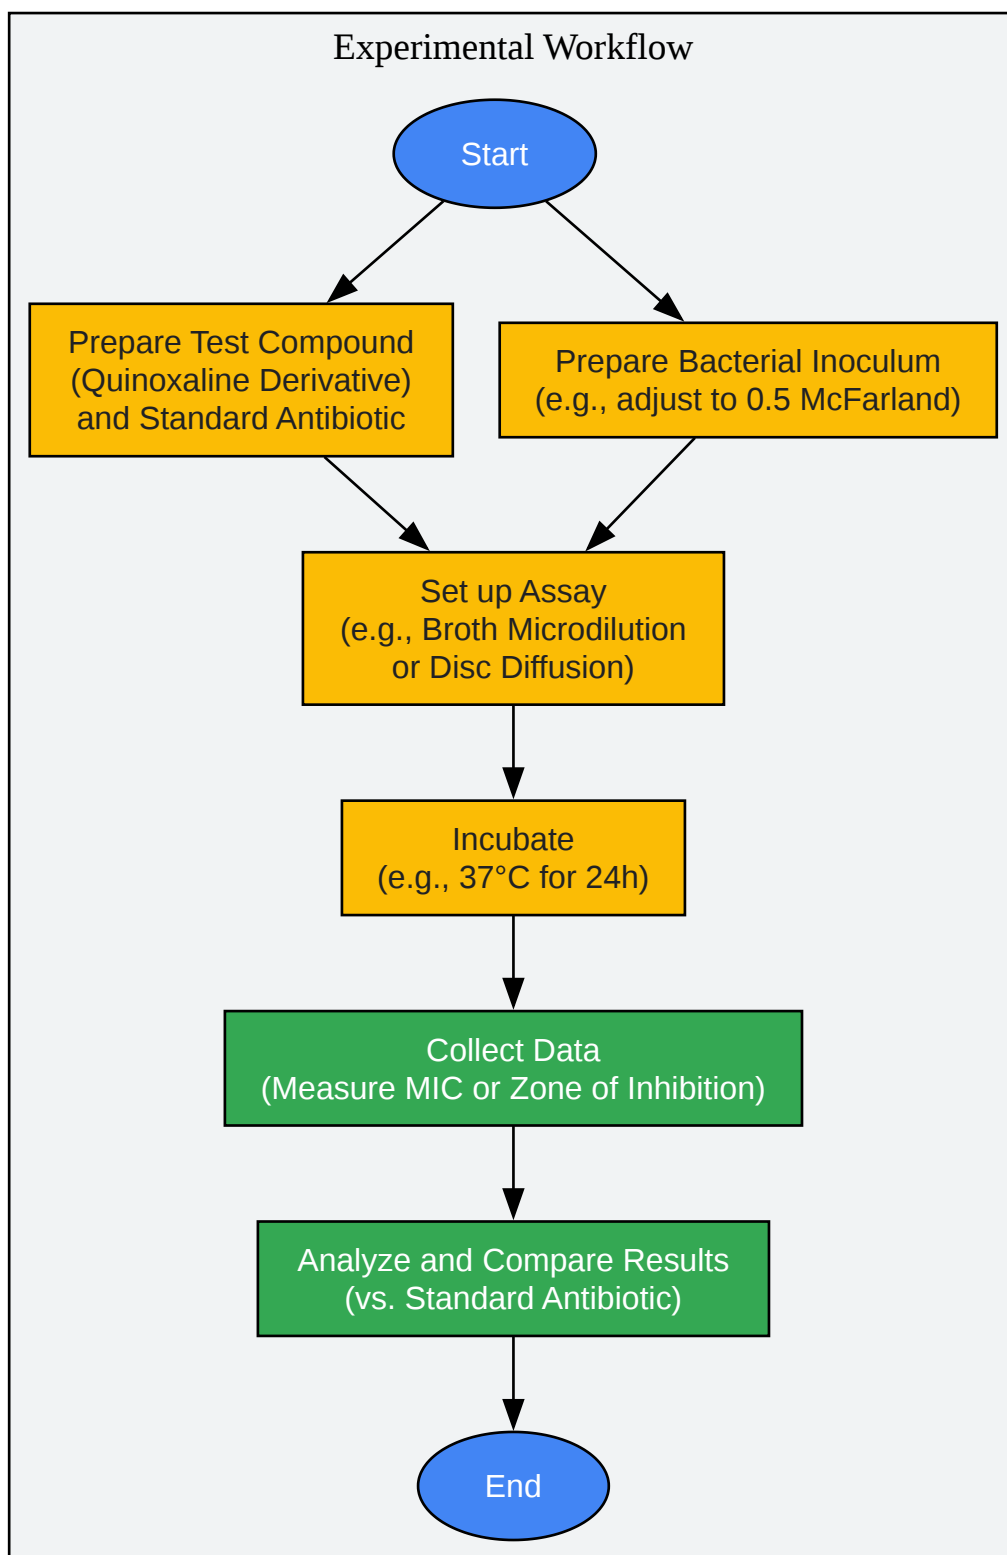 Experimental Workflow
Start
Prepare Test Compound
(Quinoxaline Derivative)
and Standard Antibiotic
Prepare Bacterial Inoculum
(e.g., adjust to 0.5 McFarland)
Set up Assay
(e.g., Broth Microdilution
or Disc Diffusion)
Incubate
(e.g., 37°C for 24h)
Collect Data
(Measure MIC or Zone of Inhibition)
Analyze and Compare Results
(vs. Standard Antibiotic)
End